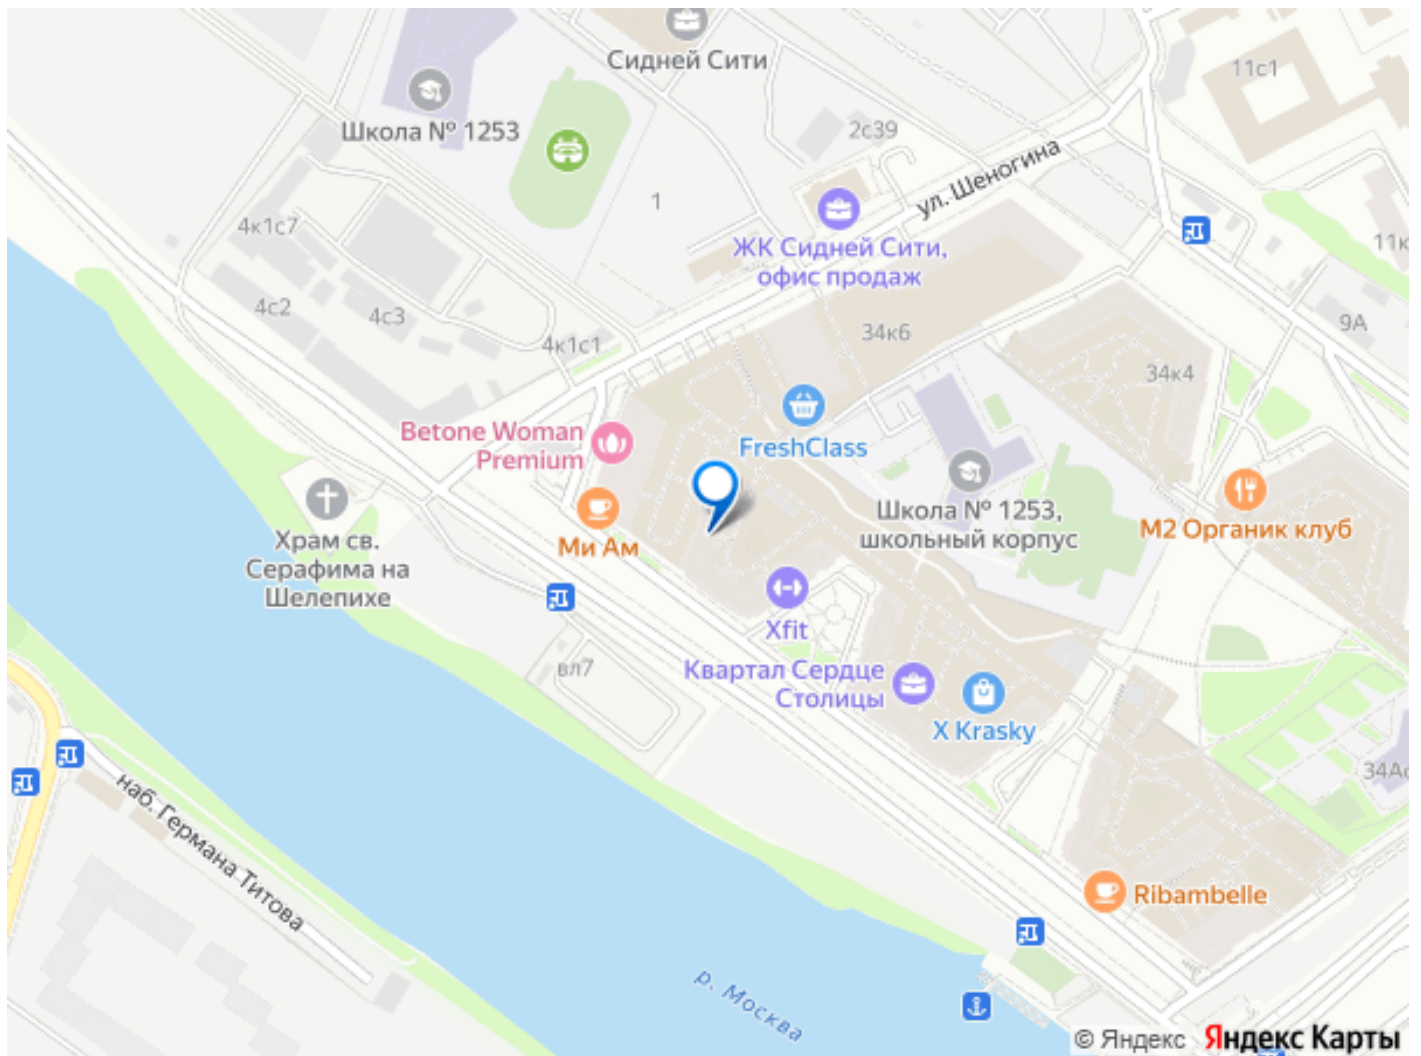 Сидней Сити
11с1
Школа № 1253
2с39
ул. Шеногина
1
4к1с7
ЖК Сидней Сити,
офис продаж
11к
4с2
4с3
9А
34к6
4к1с1
34к4
Betone Woman
Premium
FreshClass
Школа № 1253,
школьный корпус
М2 Органик клуб
Храм св.
Серафима на
Шелепихе
Ми Ам
Xfit
вл7
Квартал Сердце
Столицы
X Krasky
34Ас
наб. Германа Титова
Ribambelle
р. Москва
© Яндекс Яндекс Карты